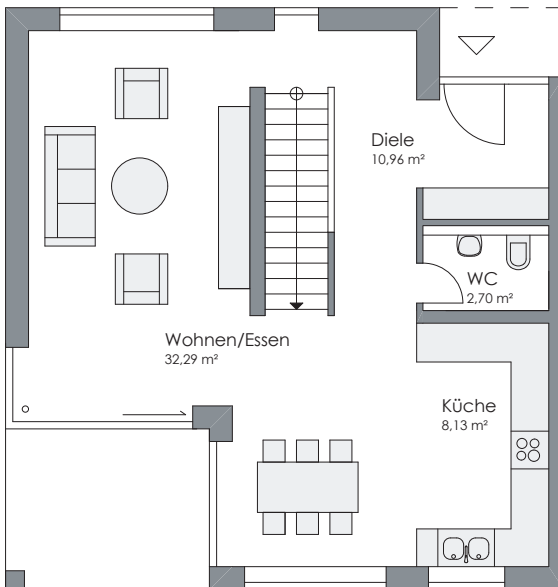 Diele
10,96 m²
WC
2,70 m²
Wohnen/Essen
32,29 m²
Küche
8,13 m²